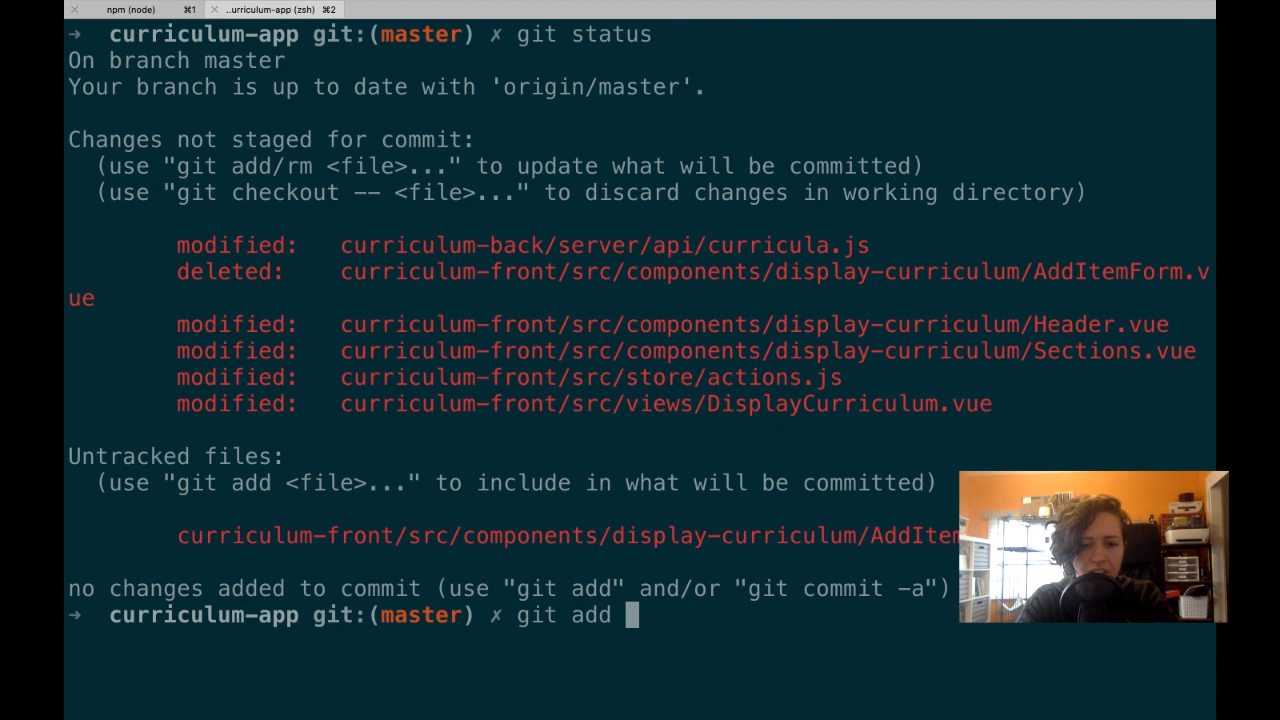 npm (node) ⌘1 ..urriculum-app (zsh) ⌘2
→ curriculum-app git:(master) ✗ git status
On branch master
Your branch is up to date with 'origin/master'.
Changes not staged for commit:
(use "git add/rm <file>..." to update what will be committed)
(use "git checkout -- <file>..." to discard changes in working directory)
modified: curriculum-back/server/api/curricula.js
deleted: curriculum-front/src/components/display-curriculum/AddItemForm.v
ue
modified: curriculum-front/src/components/display-curriculum/Header.vue
modified: curriculum-front/src/components/display-curriculum/Sections.vue
modified: curriculum-front/src/store/actions.js
modified: curriculum-front/src/views/DisplayCurriculum.vue
Untracked files:
(use "git add <file>..." to include in what will be committed)
curriculum-front/src/components/display-curriculum/AddItem
no changes added to commit (use "git add" and/or "git commit -a")
→ curriculum-app git:(master) ✗ git add